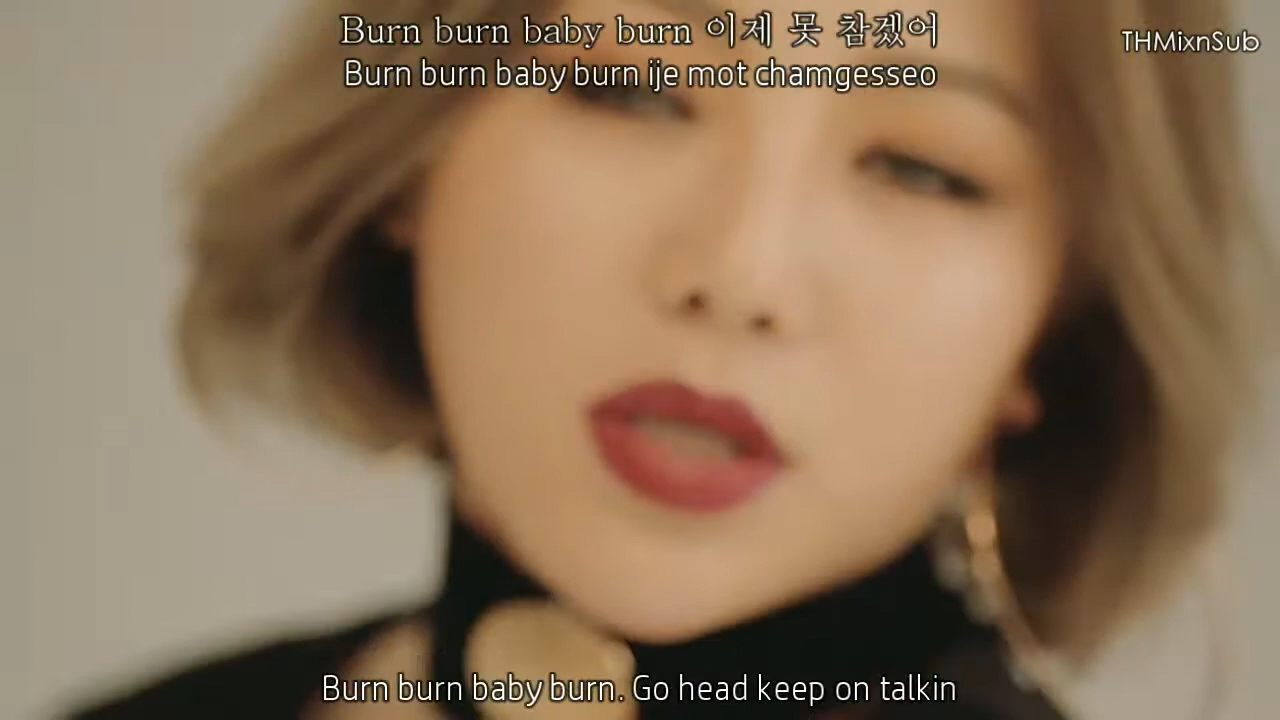 Burn burn baby burn 이제 못 참겠어
THMixnSub
Burn burn baby burn ije mot chamgesseo
Burn burn baby burn. Go head keep on talkin